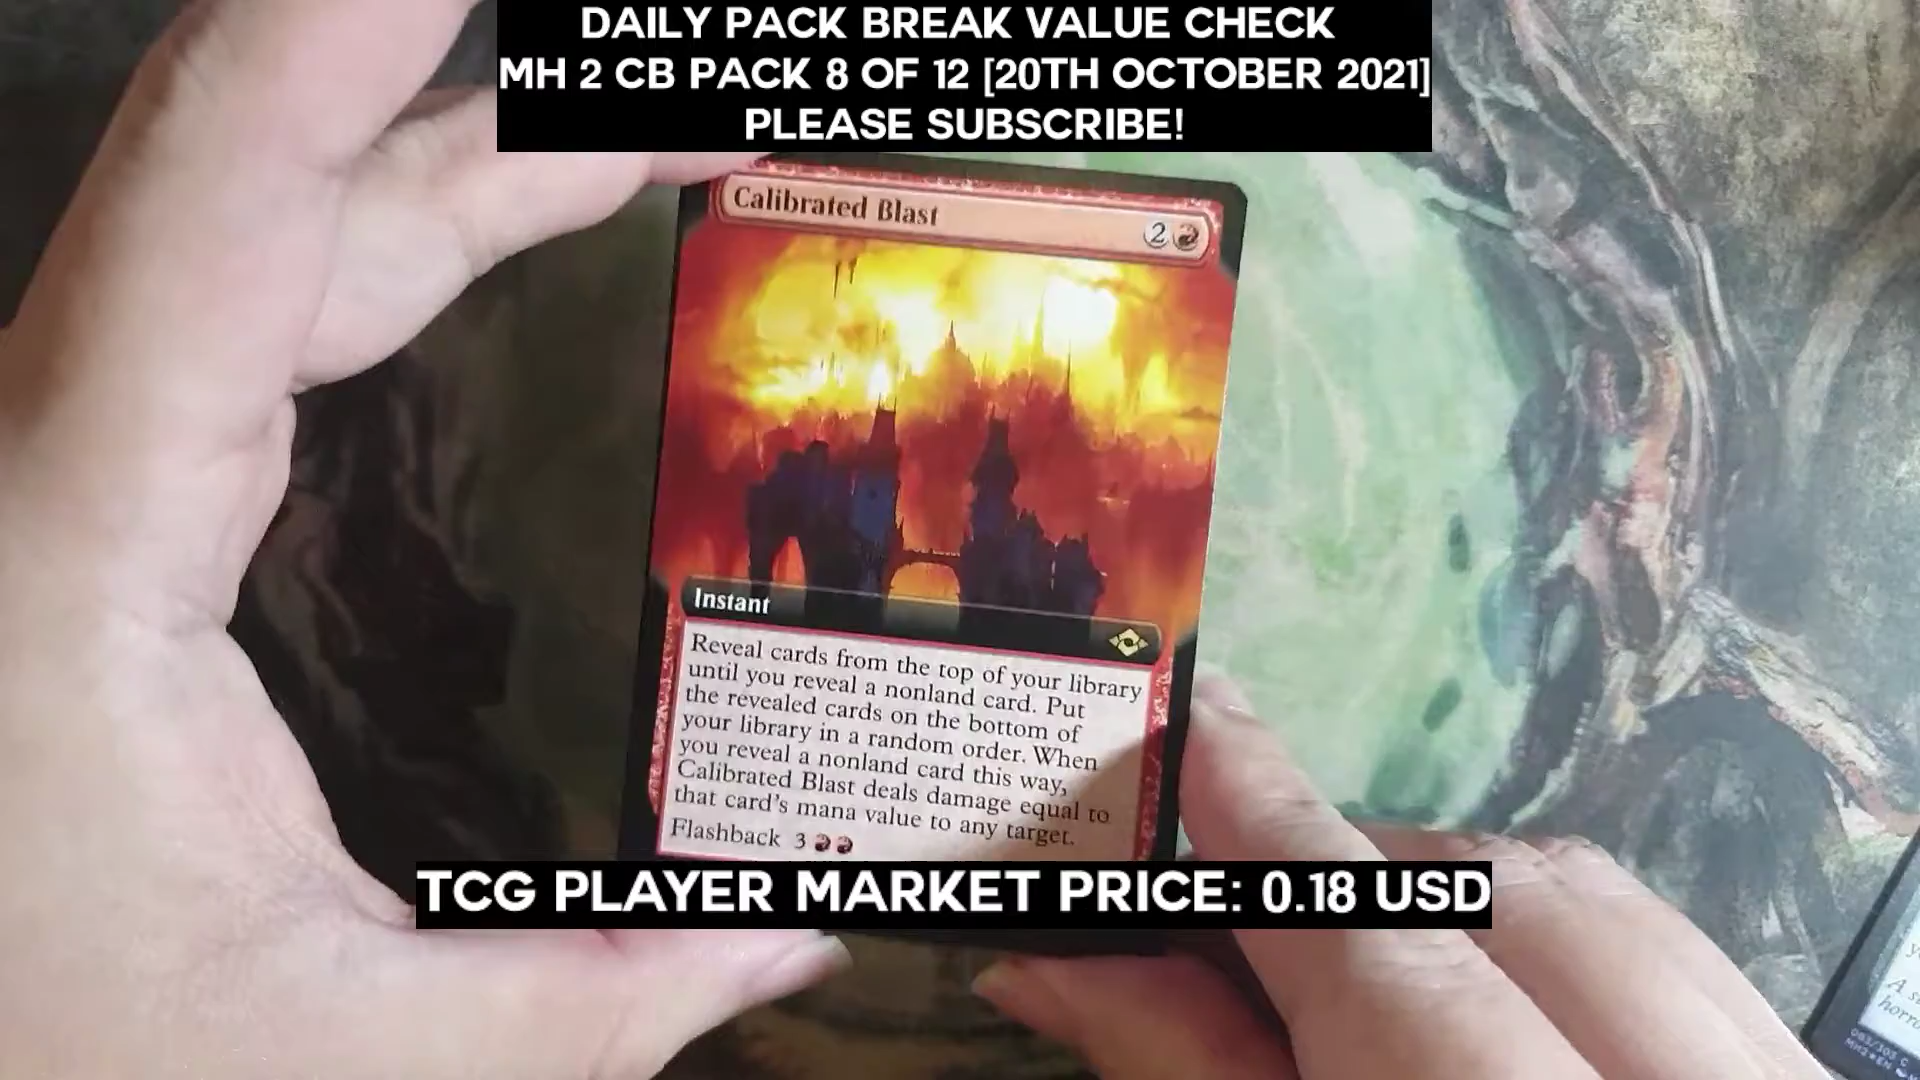 DAILY PACK BREAK VALUE CHECK
MH 2 CB PACK 8 OF 12 [20TH OCTOBER 2021]
PLEASE SUBSCRIBE!
Calibrated Blast
2
Instant
Reveal cards from the top of your library
until you reveal a nonland card. Put
the revealed cards on the bottom of
your library in a random order. When
you reveal a nonland card this way,
Calibrated Blast deals damage equal to
that card's mana value to any target.
Flashback 3
TCG PLAYER MARKET PRICE: 0.18 USD
A
horro